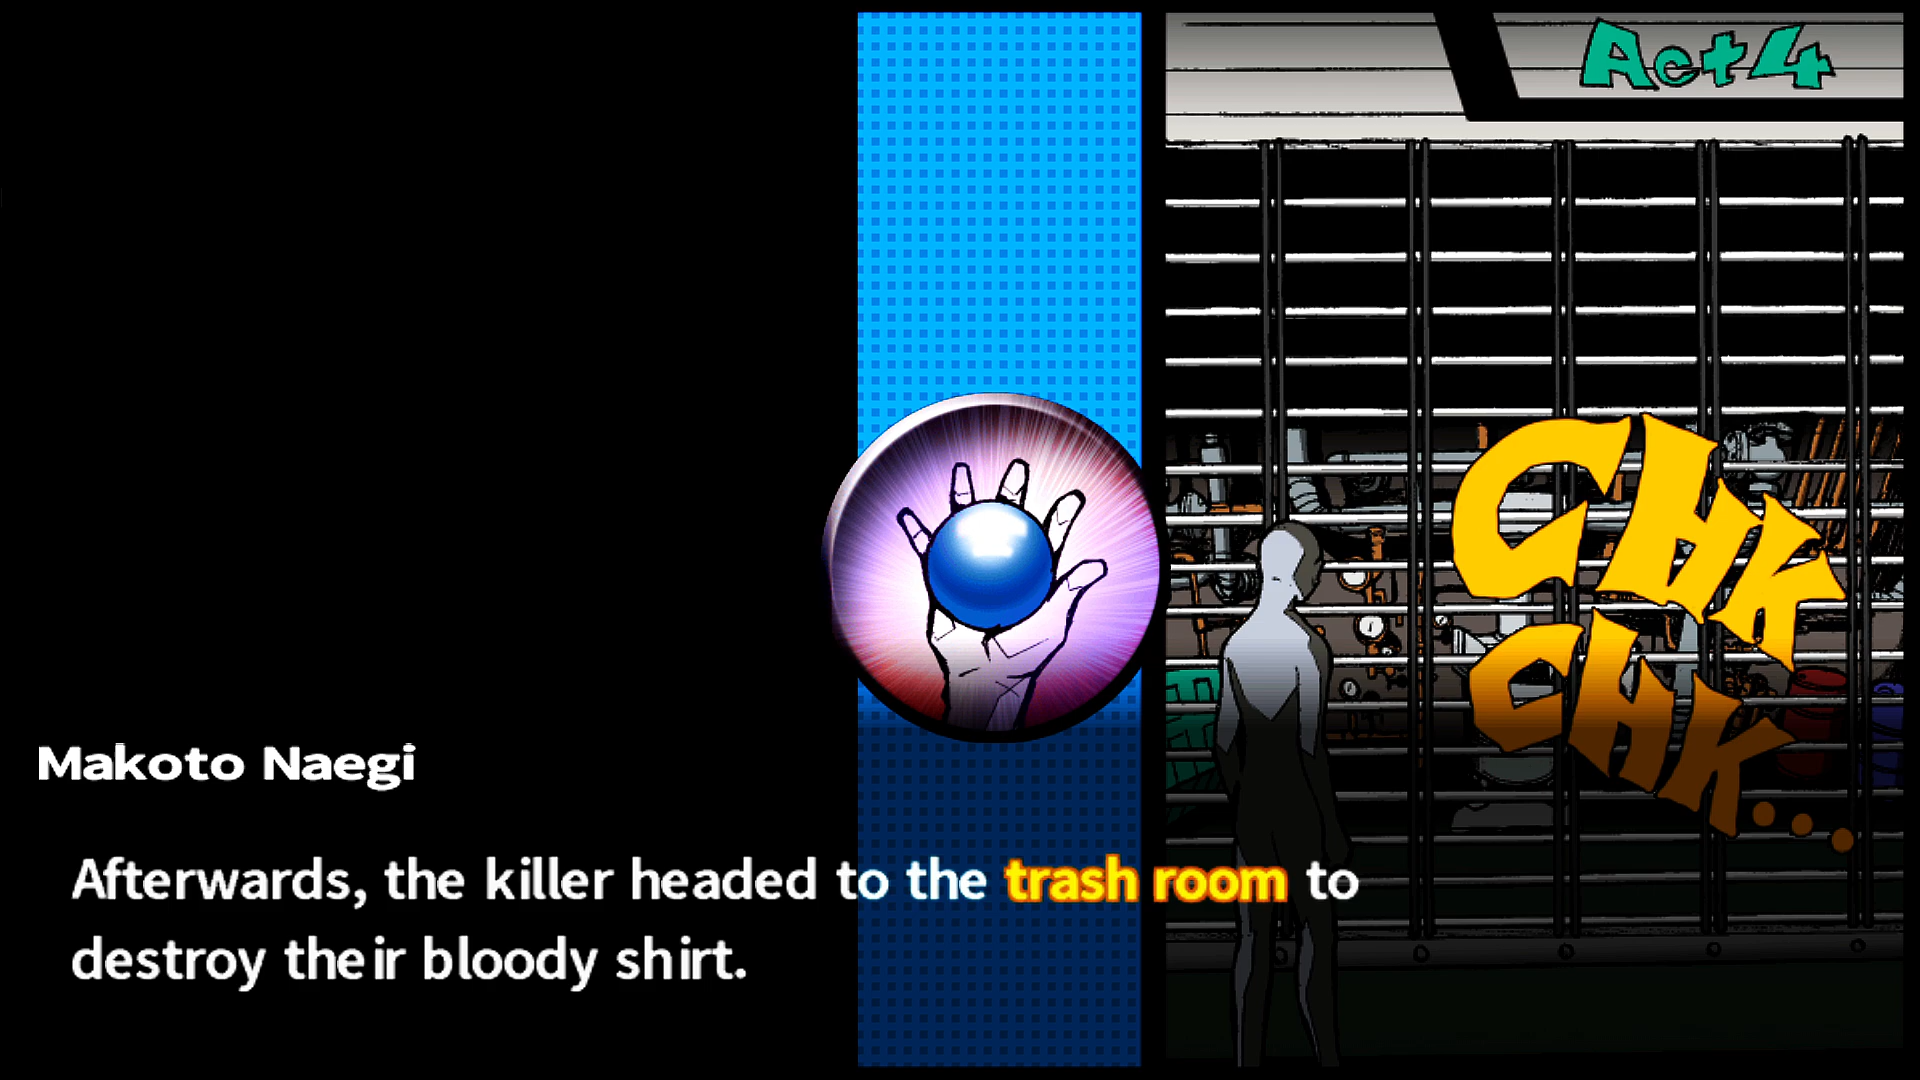 Act 4
CHK
CHK...
Makoto Naegi
Afterwards, the killer headed to the trash room to
destroy their bloody shirt.